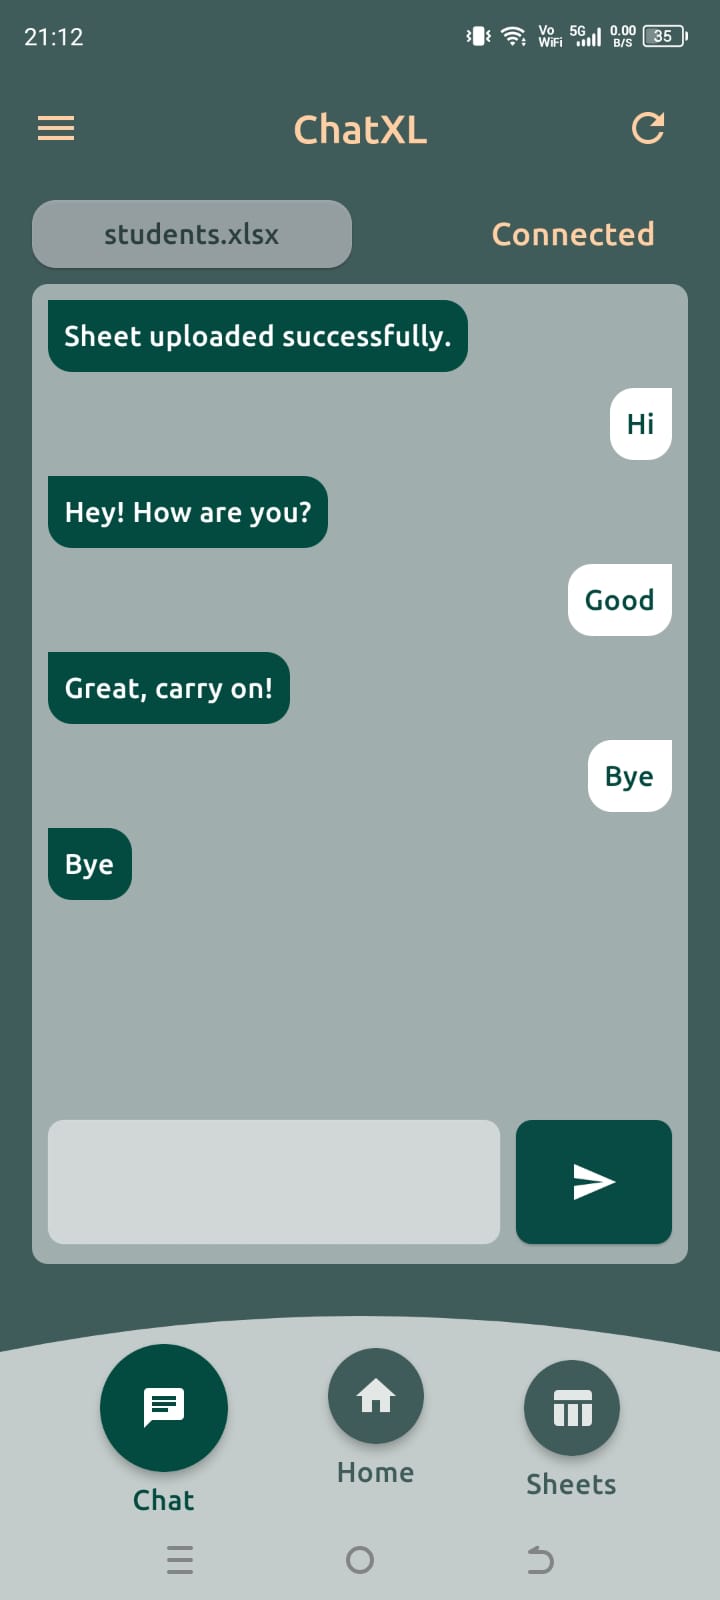 21:12
Vo
WiFi
5G
0.00
B/S
35
ChatXL
students.xlsx
Connected
Sheet uploaded successfully.
Hi
Hey! How are you?
Good
Great, carry on!
Bye
Bye
Chat
Home
Sheets